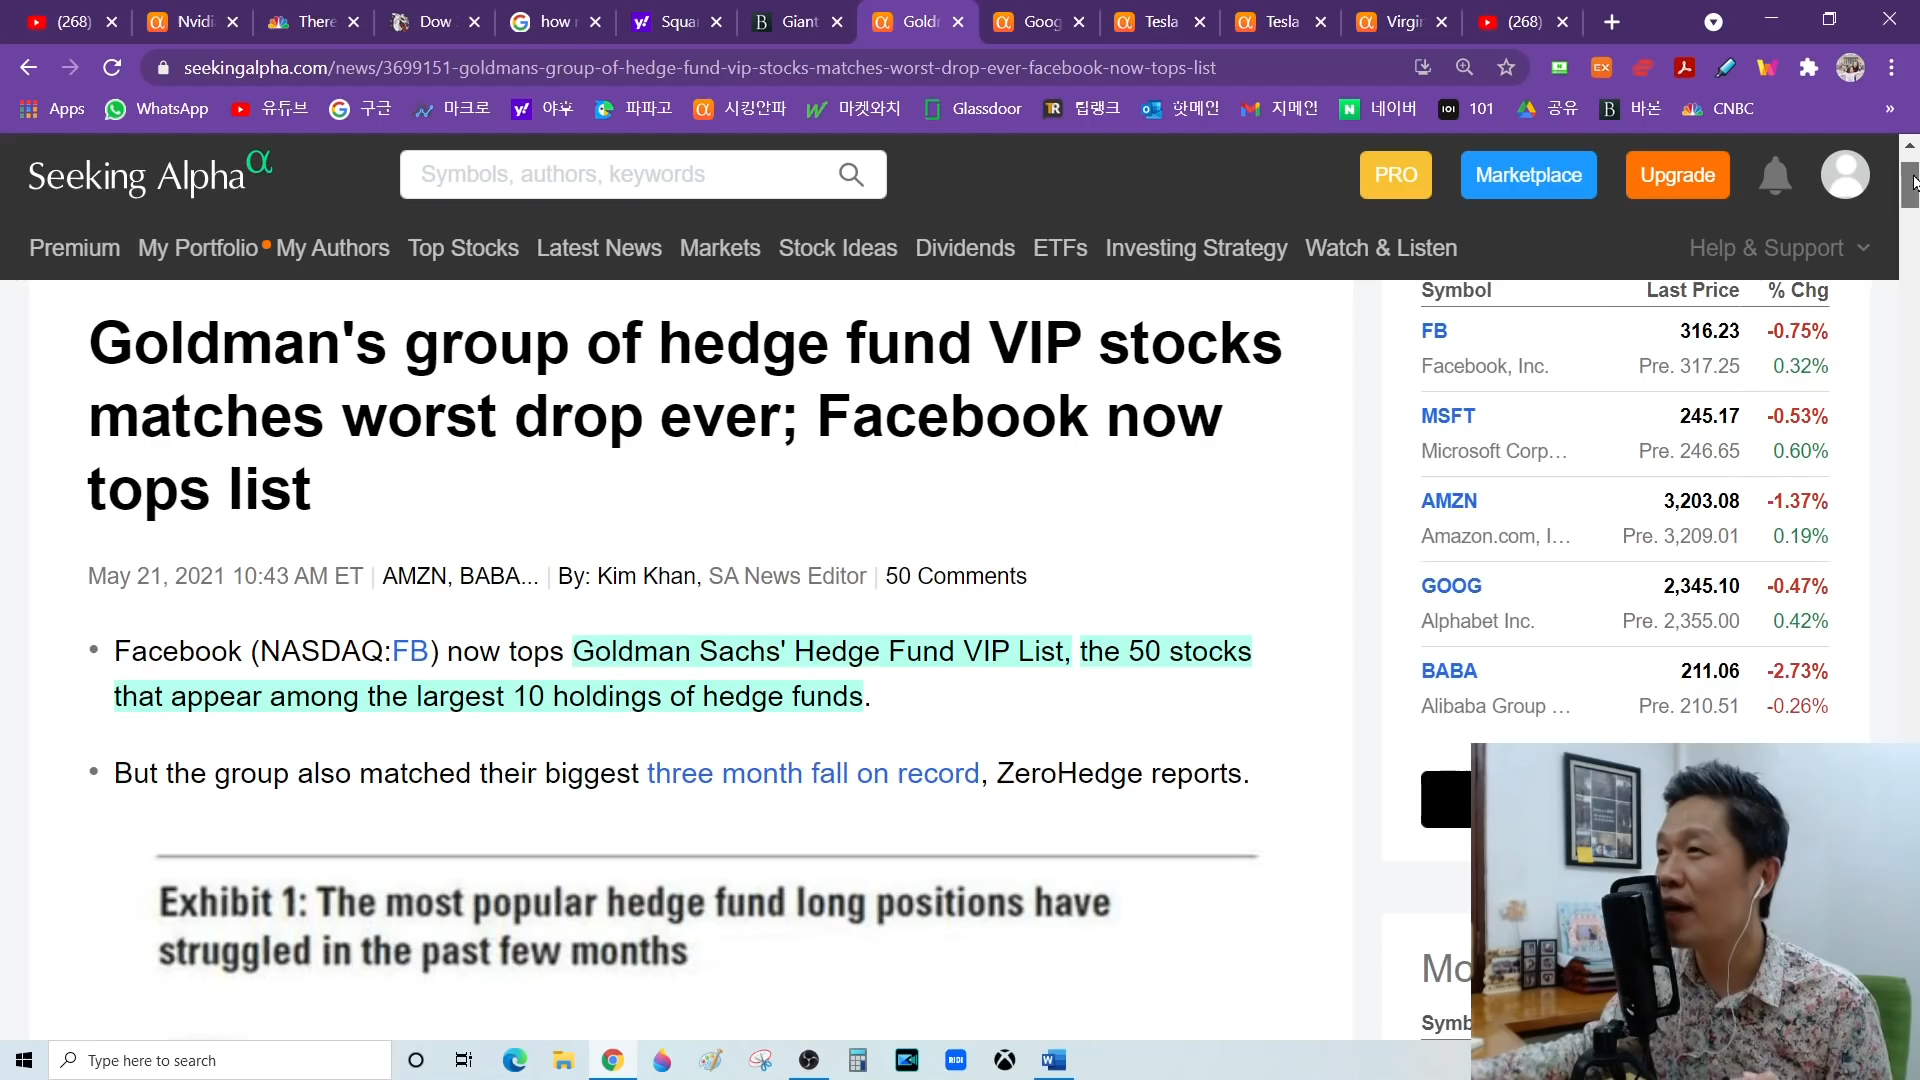 (268)
Nvidi
There
Dow
how
Squa
Giant
Goldm
Goog
Tesla
Tesla
Virgin
(268)
seekingalpha.com/news/3699151-goldmans-group-of-hedge-fund-vip-stocks-matches-worst-drop-ever-facebook-now-tops-list
Apps WhatsApp 유튜브 구글 마크로 야후 파파고 시킹안파 마켓와치 Glassdoor 팁랭크 핫메인 지메인 네이버 101 공유 바본 CNBC »
Seeking Alpha α
Symbols, authors, keywords
PRO
Marketplace
Upgrade
Premium My Portfolio My Authors Top Stocks Latest News Markets Stock Ideas Dividends ETFs Investing Strategy Watch & Listen Help & Support
Goldman's group of hedge fund VIP stocks
matches worst drop ever; Facebook now
tops list
May 21, 2021 10:43 AM ET | AMZN, BABA... | By: Kim Khan, SA News Editor | 50 Comments
• Facebook (NASDAQ:FB) now tops Goldman Sachs' Hedge Fund VIP List, the 50 stocks
that appear among the largest 10 holdings of hedge funds.
• But the group also matched their biggest three month fall on record, ZeroHedge reports.
Exhibit 1: The most popular hedge fund long positions have
struggled in the past few months
Symbol Last Price % Chg
FB 316.23 -0.75%
Facebook, Inc. Pre. 317.25 0.32%
MSFT 245.17 -0.53%
Microsoft Corp... Pre. 246.65 0.60%
AMZN 3,203.08 -1.37%
Amazon.com, I... Pre. 3,209.01 0.19%
GOOG 2,345.10 -0.47%
Alphabet Inc. Pre. 2,355.00 0.42%
BABA 211.06 -2.73%
Alibaba Group ... Pre. 210.51 -0.26%
Mo
Symb
Type here to search